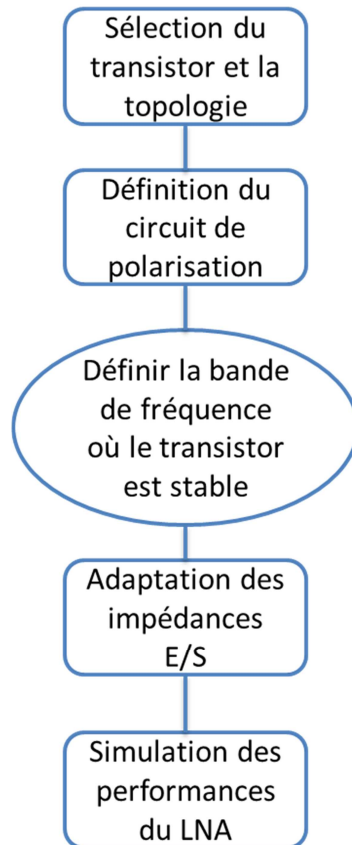 Sélection du
transistor et la
topologie
Définition du
circuit de
polarisation
Définir la bande
de fréquence
où le transistor
est stable
Adaptation des
impédances
E/S
Simulation des
performances
du LNA